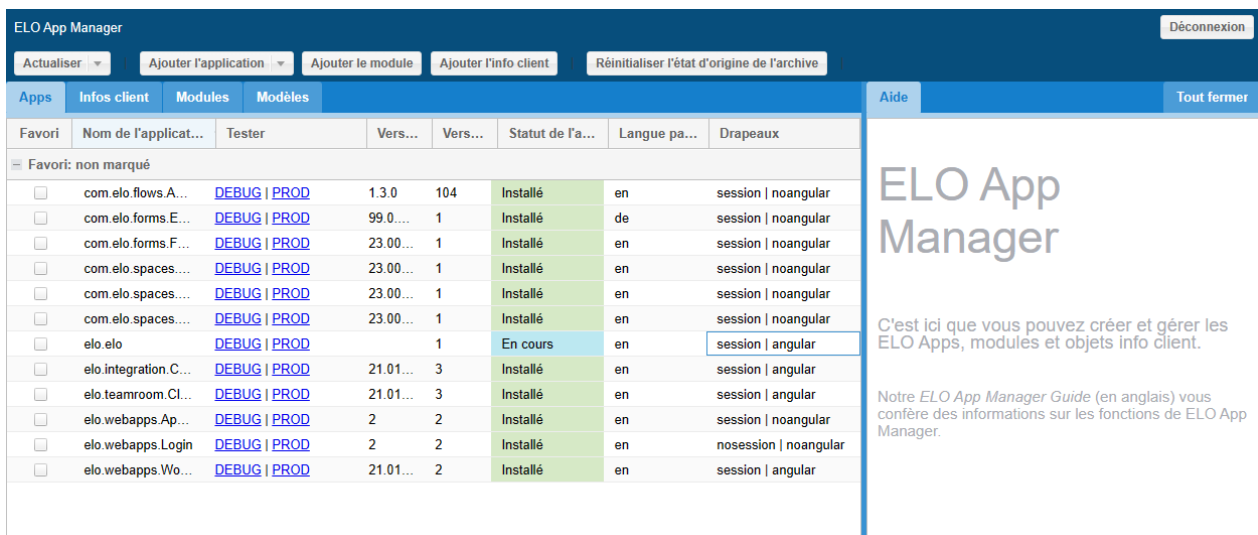 ELO App Manager Déconnexion
Actualiser Ajouter l'application Ajouter le module Ajouter l'info client Réinitialiser l'état d'origine de l'archive
Apps Infos client Modules Modèles Aide Tout fermer
Favori Nom de l'applicat... Tester Vers... Vers... Statut de l'a... Langue pa... Drapeaux
Favori: non marqué
com.elo.flows.A... DEBUG | PROD 1.3.0 104 Installé en session | noangular
com.elo.forms.E... DEBUG | PROD 99.0.... 1 Installé de session | noangular
com.elo.forms.F... DEBUG | PROD 23.00... 1 Installé en session | noangular
com.elo.spaces.... DEBUG | PROD 23.00... 1 Installé en session | noangular
com.elo.spaces.... DEBUG | PROD 23.00... 1 Installé en session | noangular
com.elo.spaces.... DEBUG | PROD 23.00... 1 Installé en session | noangular
elo.elo DEBUG | PROD 1 En cours en session | angular
elo.integration.C... DEBUG | PROD 21.01... 3 Installé en session | angular
elo.teamroom.Cl... DEBUG | PROD 21.01... 3 Installé en session | angular
elo.webapps.Ap... DEBUG | PROD 2 2 Installé en session | noangular
elo.webapps.Login DEBUG | PROD 2 2 Installé en nosession | noangular
elo.webapps.Wo... DEBUG | PROD 21.01... 2 Installé en session | angular
ELO App
Manager
C'est ici que vous pouvez créer et gérer les
ELO Apps, modules et objets info client.
Notre ELO App Manager Guide (en anglais) vous
confère des informations sur les fonctions de ELO App
Manager.